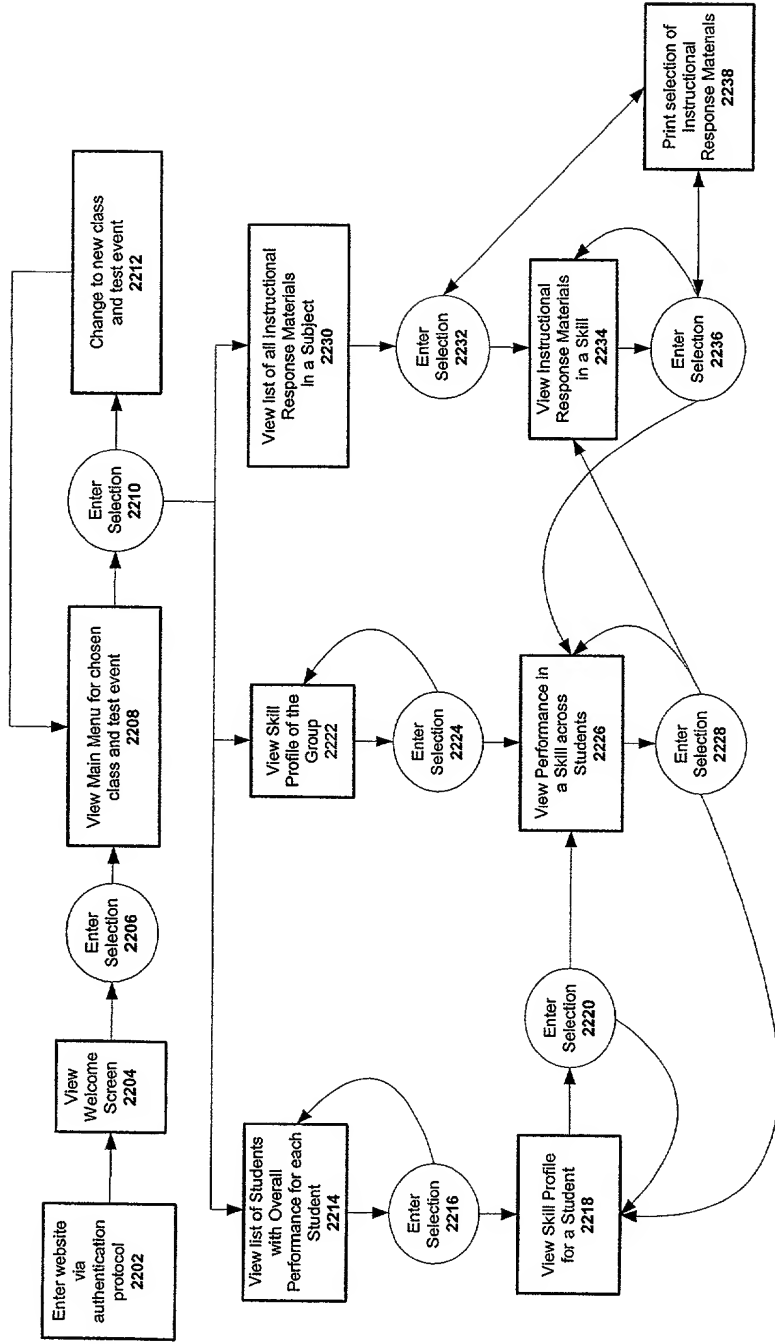 Enter website
via
authentication
protocol
2202
View
Welcome
Screen
2204
Enter
Selection
2206
View Main Menu for chosen
class and test event
2208
Enter
Selection
2210
Change to new class
and test event
2212
View list of Students
with Overall
Performance for each
Student
2214
Enter
Selection
2216
View Skill Profile
for a Student
2218
Enter
Selection
2220
View Skill
Profile of the
Group
2222
Enter
Selection
2224
View Performance in
a Skill across
Students
2226
Enter
Selection
2228
View list of all Instructional
Response Materials
in a Subject
2230
Enter
Selection
2232
View Instructional
Response Materials
in a Skill
2234
Enter
Selection
2236
Print selection of
Instructional
Response Materials
2238